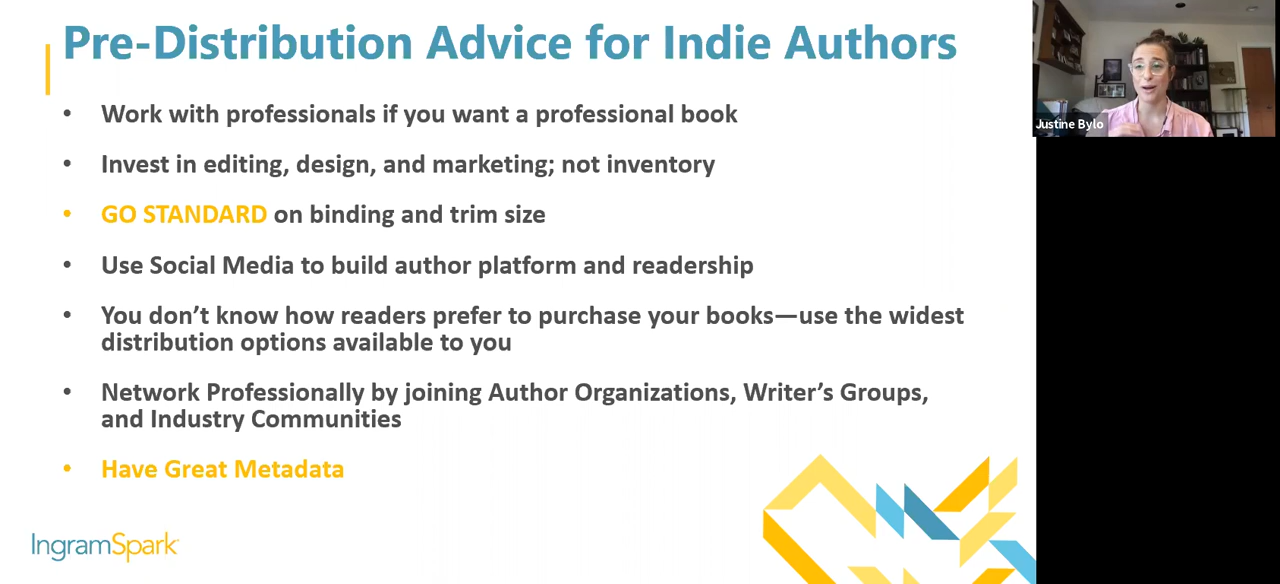 Pre-Distribution Advice for Indie Authors
Justine Bylo
• Work with professionals if you want a professional book
• Invest in editing, design, and marketing; not inventory
• GO STANDARD on binding and trim size
• Use Social Media to build author platform and readership
• You don’t know how readers prefer to purchase your books—use the widest
distribution options available to you
• Network Professionally by joining Author Organizations, Writer’s Groups,
and Industry Communities
• Have Great Metadata
IngramSpark